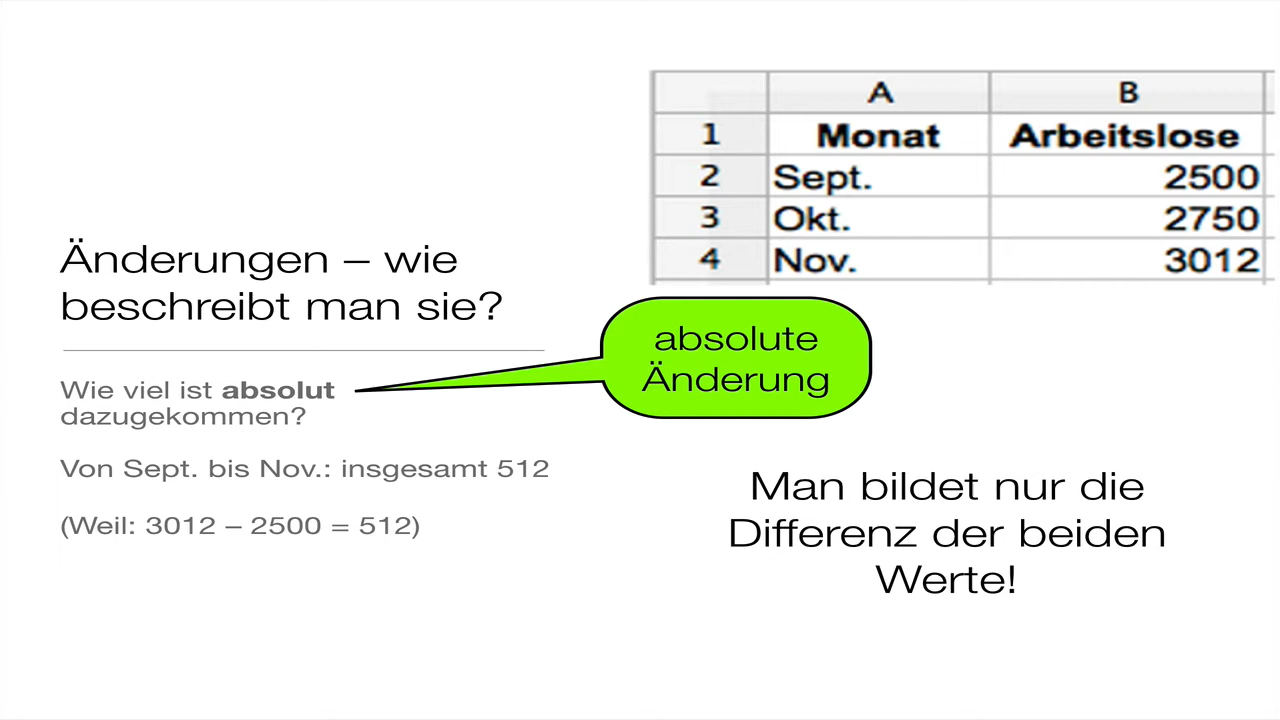 A B
1 Monat Arbeitslose
2 Sept. 2500
3 Okt. 2750
4 Nov. 3012
Änderungen – wie
beschreibt man sie?
absolute
Änderung
Wie viel ist absolut
dazugekommen?
Von Sept. bis Nov.: insgesamt 512
(Weil: 3012 – 2500 = 512)
Man bildet nur die
Differenz der beiden
Werte!